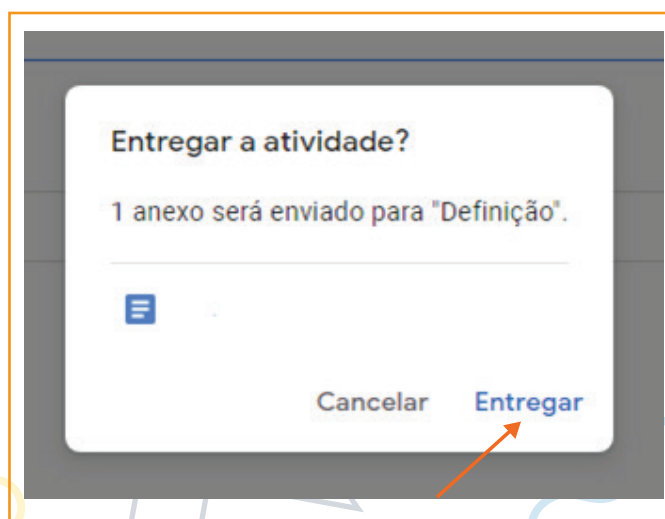 Entregar a atividade?
1 anexo será enviado para "Definição".
Cancelar Entregar